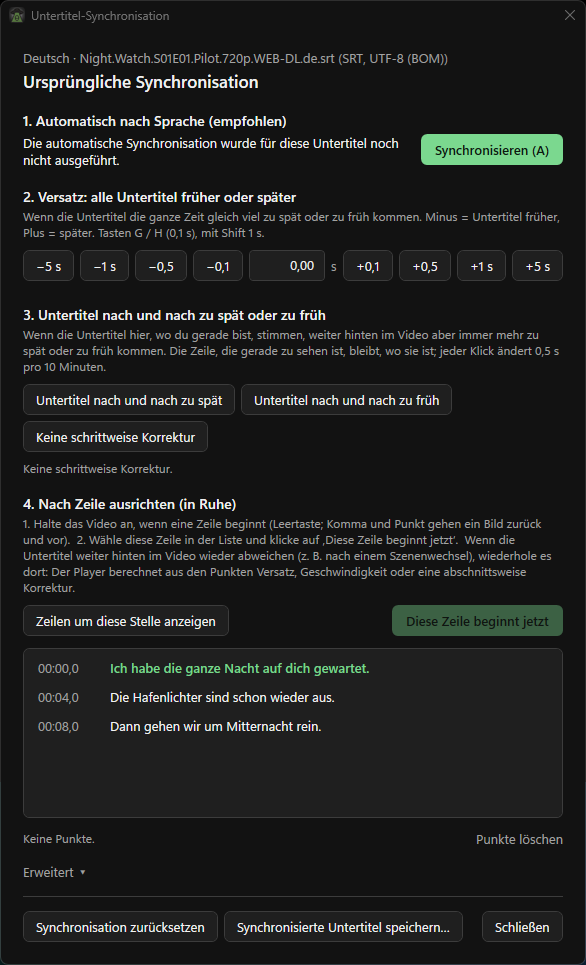 Untertitel-Synchronisation
Deutsch · Night.Watch.S01E01.Pilot.720p.WEB-DL.de.srt (SRT, UTF-8 (BOM))
Ursprüngliche Synchronisation
1. Automatisch nach Sprache (empfohlen)
Die automatische Synchronisation wurde für diese Untertitel noch
nicht ausgeführt.
Synchronisieren (A)
2. Versatz: alle Untertitel früher oder später
Wenn die Untertitel die ganze Zeit gleich viel zu spät oder zu früh kommen. Minus = Untertitel früher,
Plus = später. Tasten G / H (0,1 s), mit Shift 1 s.
−5 s −1 s −0,5 −0,1 0,00 s +0,1 +0,5 +1 s +5 s
3. Untertitel nach und nach zu spät oder zu früh
Wenn die Untertitel hier, wo du gerade bist, stimmen, weiter hinten im Video aber immer mehr zu
spät oder zu früh kommen. Die Zeile, die gerade zu sehen ist, bleibt, wo sie ist; jeder Klick ändert 0,5 s
pro 10 Minuten.
Untertitel nach und nach zu spät Untertitel nach und nach zu früh
Keine schrittweise Korrektur
Keine schrittweise Korrektur.
4. Nach Zeile ausrichten (in Ruhe)
1. Halte das Video an, wenn eine Zeile beginnt (Leertaste; Komma und Punkt gehen ein Bild zurück
und vor). 2. Wähle diese Zeile in der Liste und klicke auf ‚Diese Zeile beginnt jetzt‘. Wenn die
Untertitel weiter hinten im Video wieder abweichen (z. B. nach einem Szenenwechsel), wiederhole es
dort: Der Player berechnet aus den Punkten Versatz, Geschwindigkeit oder eine abschnittsweise
Korrektur.
Zeilen um diese Stelle anzeigen Diese Zeile beginnt jetzt
00:00,0 Ich habe die ganze Nacht auf dich gewartet.
00:04,0 Die Hafenlichter sind schon wieder aus.
00:08,0 Dann gehen wir um Mitternacht rein.
Keine Punkte. Punkte löschen
Erweitert ▾
Synchronisation zurücksetzen Synchronisierte Untertitel speichern... Schließen